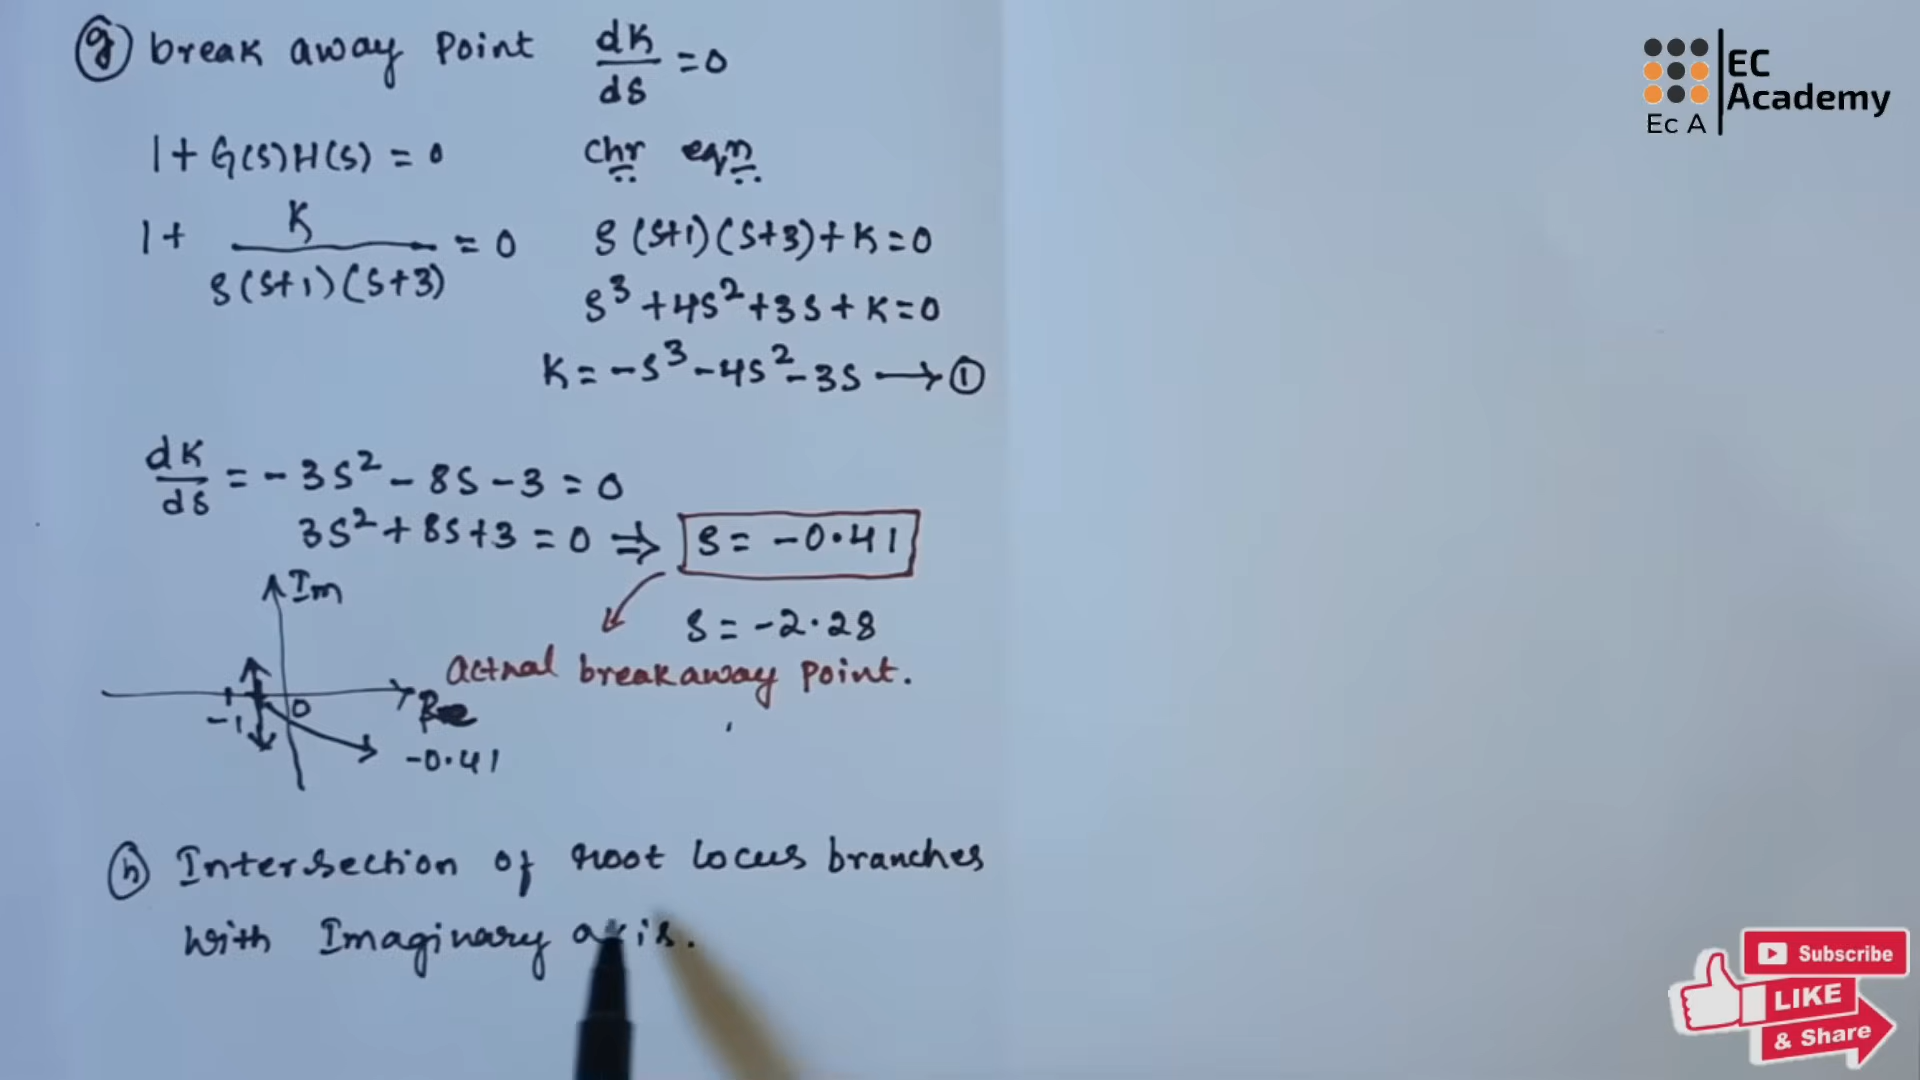 (g) break away point dK/ds = 0
1+ G(s)H(s) = 0 chr eqn
1+ K/s(s+1)(s+3) = 0 s(s+1)(s+3)+K=0
s³+4s²+3s+K=0
K=-s³-4s²-3s → ①
dK/ds = -3s²-8s-3=0
3s²+8s+3=0 ⇒ s=-0.41
s=-2.28
Im
Actual breakaway point.
-1 0 Re
-0.41
(h) Intersection of root locus branches
with Imaginary axis.
EC
Academy
Ec A
Subscribe
LIKE
& Share